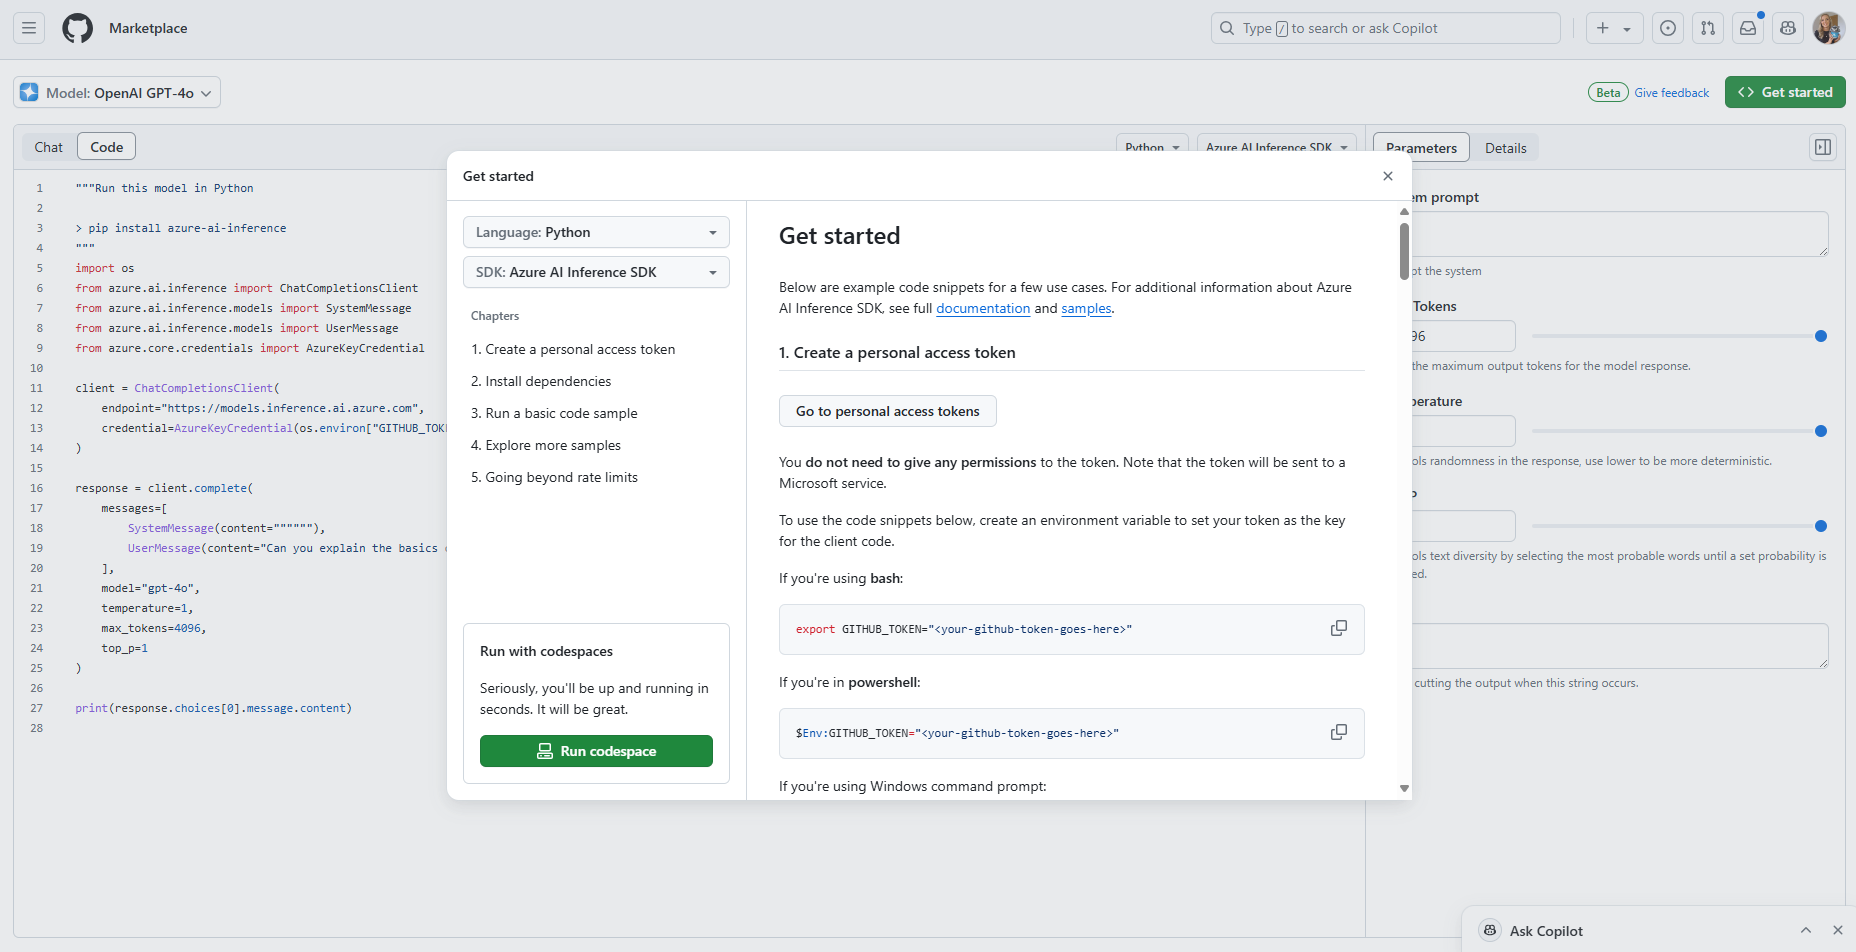 Marketplace
Type / to search or ask Copilot
Model: OpenAI GPT-4o
Beta
Give feedback
Get started
Chat
Code
Python
Azure AI Inference SDK
Parameters
Details
1 """Run this model in Python
2
3 > pip install azure-ai-inference
4 """
5 import os
6 from azure.ai.inference import ChatCompletionsClient
7 from azure.ai.inference.models import SystemMessage
8 from azure.ai.inference.models import UserMessage
9 from azure.core.credentials import AzureKeyCredential
10
11 client = ChatCompletionsClient(
12 endpoint="https://models.inference.ai.azure.com",
13 credential=AzureKeyCredential(os.environ["GITHUB_TOKE
14 )
15
16 response = client.complete(
17 messages=[
18 SystemMessage(content=""""""),
19 UserMessage(content="Can you explain the basics
20 ],
21 model="gpt-4o",
22 temperature=1,
23 max_tokens=4096,
24 top_p=1
25 )
26
27 print(response.choices[0].message.content)
28
Get started
Language: Python
SDK: Azure AI Inference SDK
Chapters
1. Create a personal access token
2. Install dependencies
3. Run a basic code sample
4. Explore more samples
5. Going beyond rate limits
Run with codespaces
Seriously, you'll be up and running in
seconds. It will be great.
Run codespace
Get started
Below are example code snippets for a few use cases. For additional information about Azure
AI Inference SDK, see full documentation and samples.
1. Create a personal access token
Go to personal access tokens
You do not need to give any permissions to the token. Note that the token will be sent to a
Microsoft service.
To use the code snippets below, create an environment variable to set your token as the key
for the client code.
If you're using bash:
export GITHUB_TOKEN="<your-github-token-goes-here>"
If you're in powershell:
$Env:GITHUB_TOKEN="<your-github-token-goes-here>"
If you're using Windows command prompt:
em prompt
pt the system
Tokens
96
the maximum output tokens for the model response.
perature
ols randomness in the response, use lower to be more deterministic.
ols text diversity by selecting the most probable words until a set probability is
ed.
cutting the output when this string occurs.
Ask Copilot